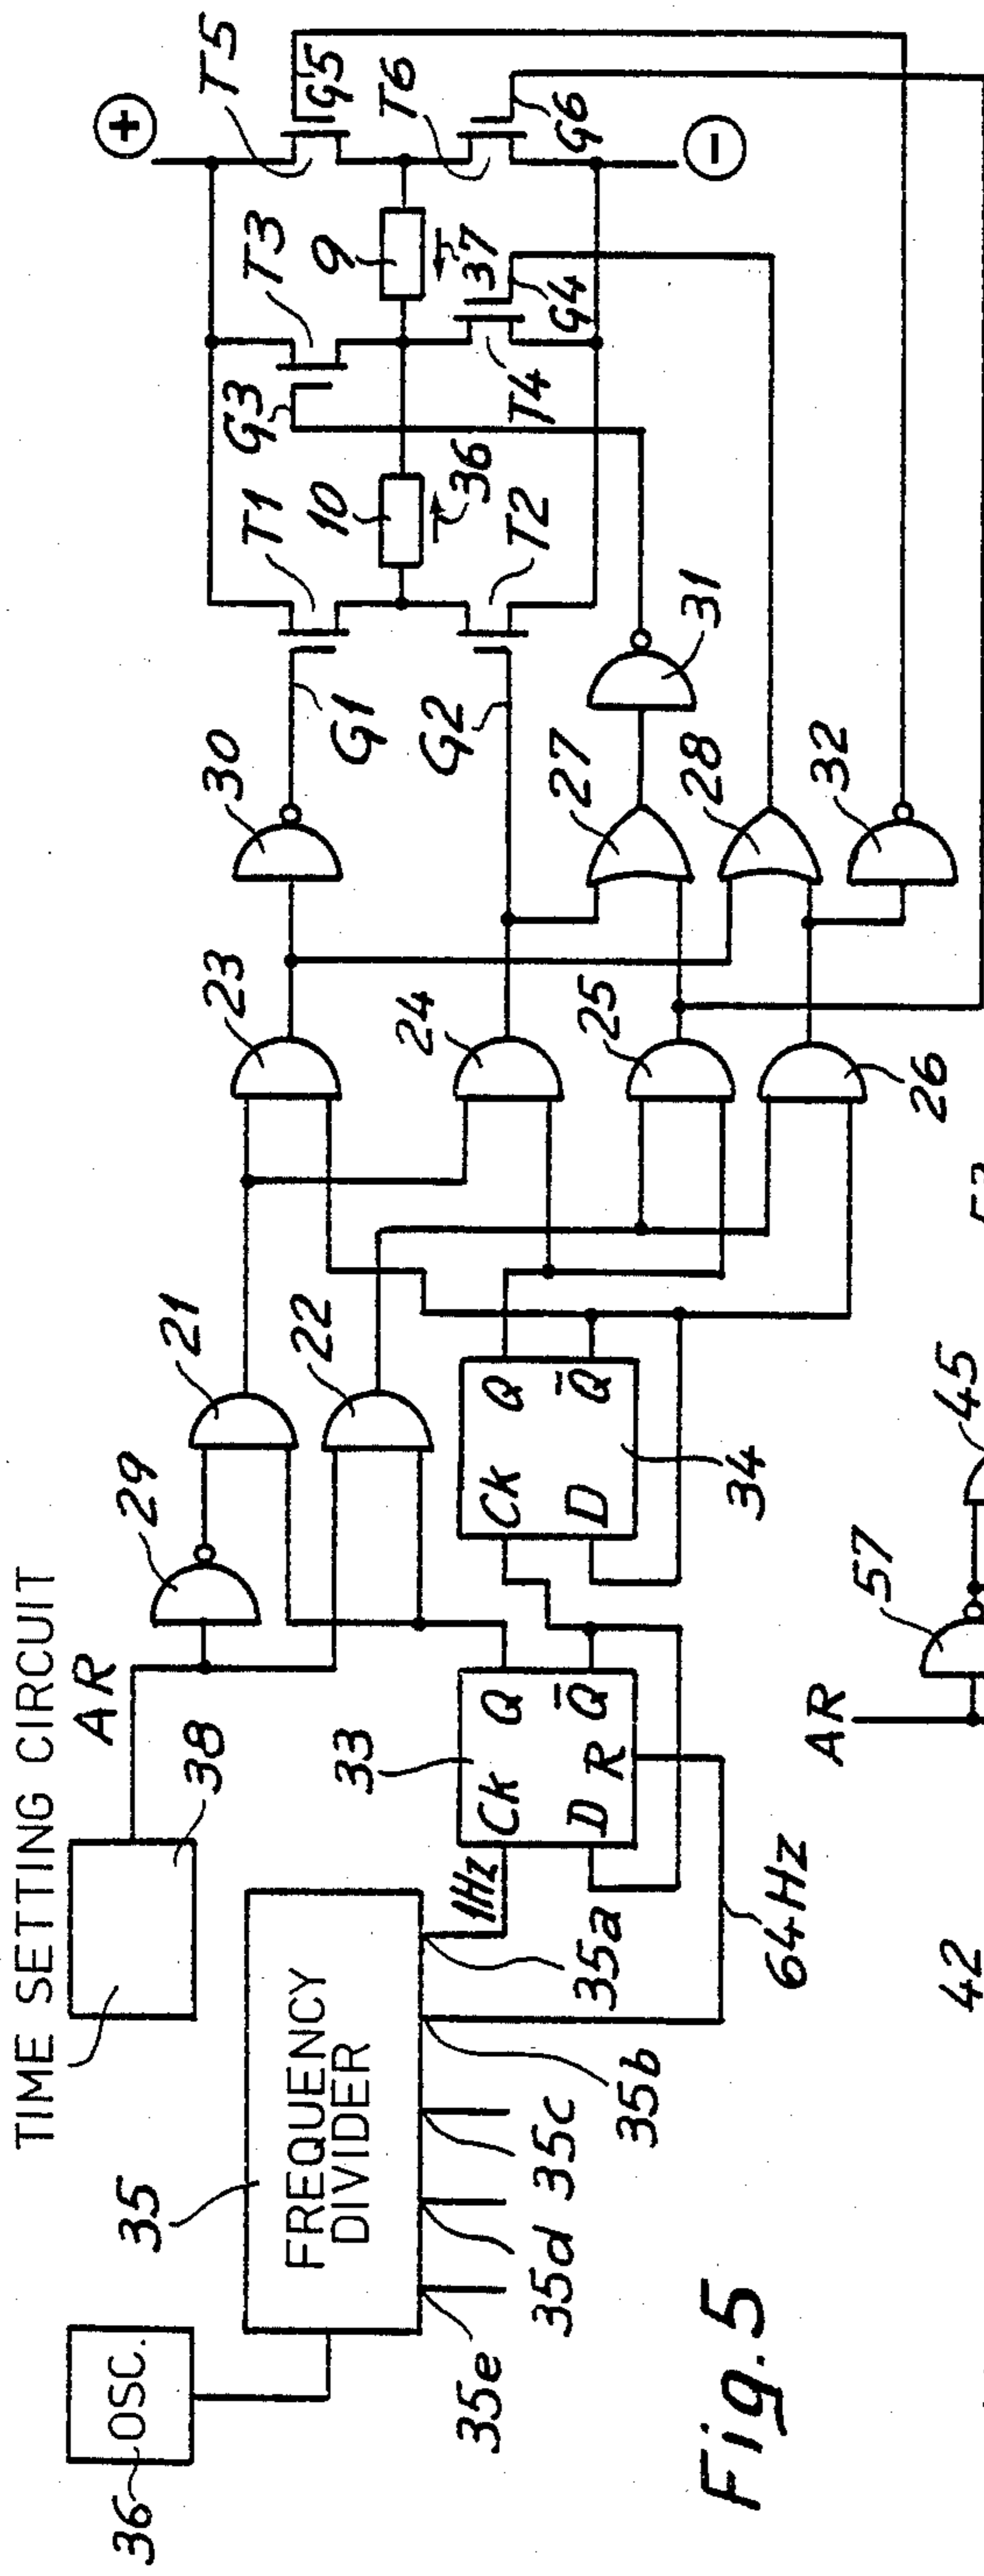 TIME SETTING CIRCUIT
36
OSC.
35
FREQUENCY
DIVIDER
35e
35d
35c
35b
35a
1HZ
64HZ
38
AR
33
Ck
Q
D
R
Q̄
29
21
22
34
Ck
Q
D
Q̄
23
24
25
26
30
27
28
31
32
G1
G2
T1
T2
10
36
G3
T3
T4
G4
9
37
T5
G5
T6
G6
+
-
Fig. 5
AR
57
45
42